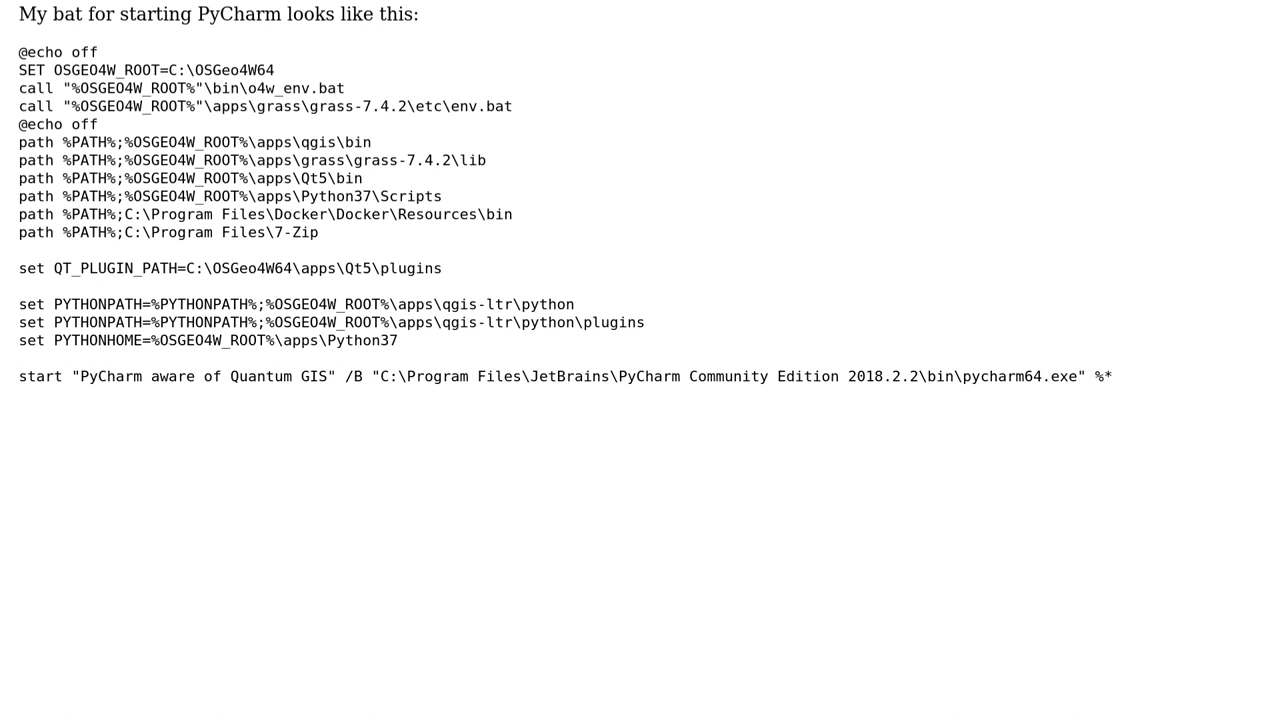 My bat for starting PyCharm looks like this:
@echo off
SET OSGEO4W_ROOT=C:\OSGeo4W64
call "%OSGEO4W_ROOT%"\bin\o4w_env.bat
call "%OSGEO4W_ROOT%"\apps\grass\grass-7.4.2\etc\env.bat
@echo off
path %PATH%;%OSGEO4W_ROOT%\apps\qgis\bin
path %PATH%;%OSGEO4W_ROOT%\apps\grass\grass-7.4.2\lib
path %PATH%;%OSGEO4W_ROOT%\apps\Qt5\bin
path %PATH%;%OSGEO4W_ROOT%\apps\Python37\Scripts
path %PATH%;C:\Program Files\Docker\Docker\Resources\bin
path %PATH%;C:\Program Files\7-Zip
set QT_PLUGIN_PATH=C:\OSGeo4W64\apps\Qt5\plugins
set PYTHONPATH=%PYTHONPATH%;%OSGEO4W_ROOT%\apps\qgis-ltr\python
set PYTHONPATH=%PYTHONPATH%;%OSGEO4W_ROOT%\apps\qgis-ltr\python\plugins
set PYTHONHOME=%OSGEO4W_ROOT%\apps\Python37
start "PyCharm aware of Quantum GIS" /B "C:\Program Files\JetBrains\PyCharm Community Edition 2018.2.2\bin\pycharm64.exe" %*